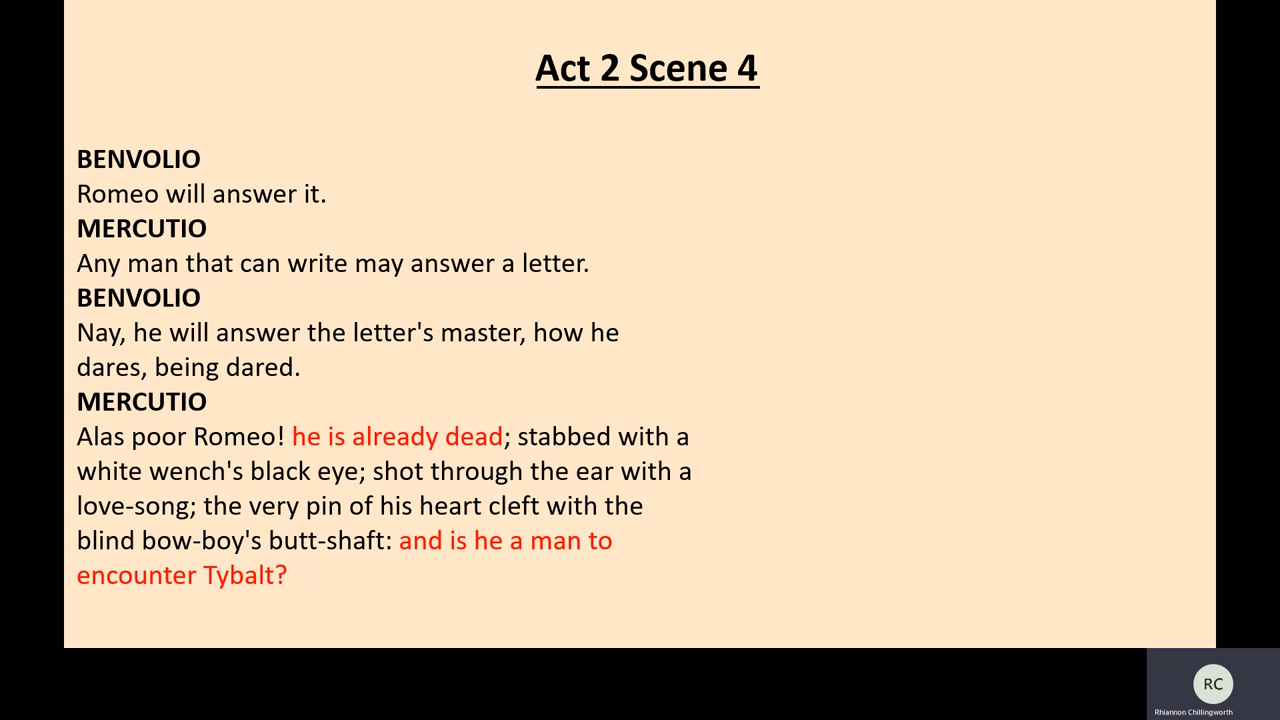 Act 2 Scene 4
BENVOLIO
Romeo will answer it.
MERCUTIO
Any man that can write may answer a letter.
BENVOLIO
Nay, he will answer the letter's master, how he
dares, being dared.
MERCUTIO
Alas poor Romeo! he is already dead; stabbed with a
white wench's black eye; shot through the ear with a
love-song; the very pin of his heart cleft with the
blind bow-boy's butt-shaft: and is he a man to
encounter Tybalt?
RC
Rhiannon Chillingworth